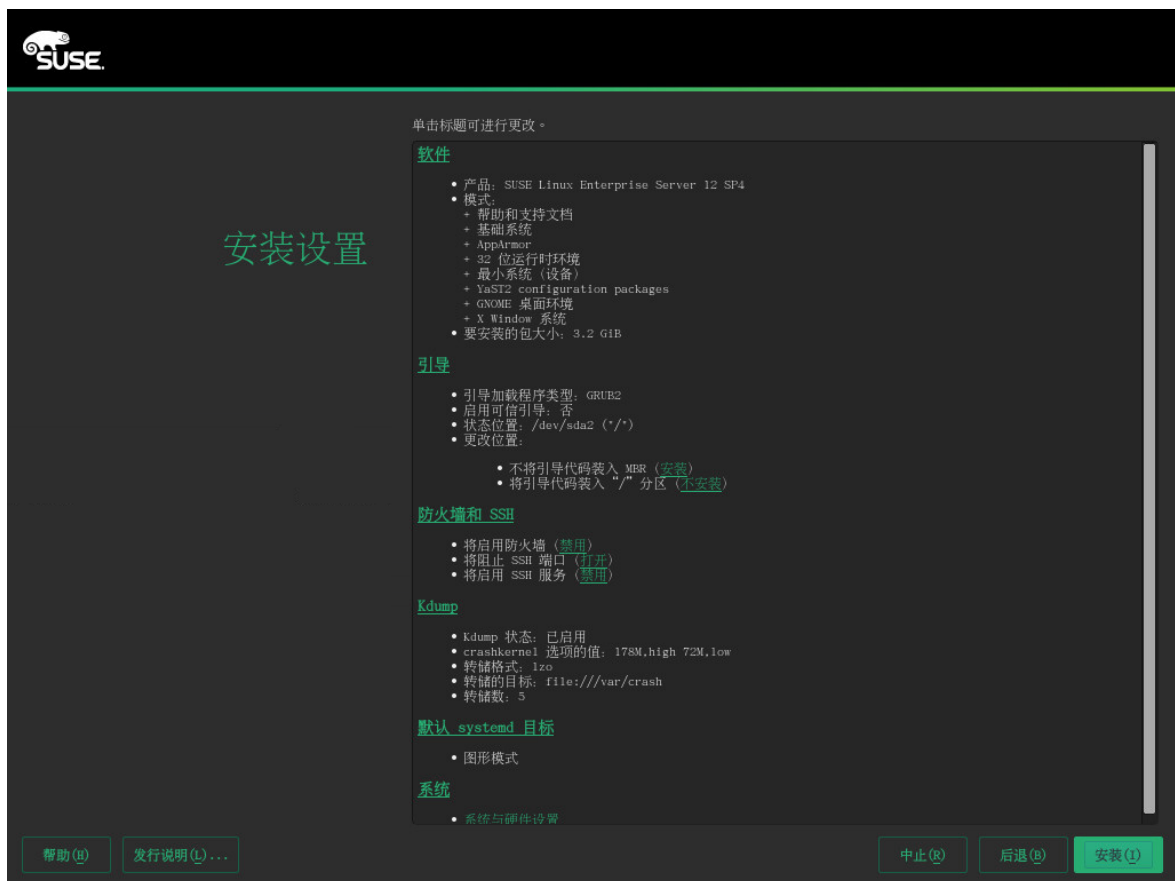 SUSE.
单击标题可进行更改。
安装设置
软件
• 产品: SUSE Linux Enterprise Server 12 SP4
• 模式:
+ 帮助和支持文档
+ 基础系统
+ AppArmor
+ 32 位运行时环境
+ 最小系统（设备）
+ YaST2 configuration packages
+ GNOME 桌面环境
+ X Window 系统
• 要安装的包大小: 3.2 GiB
引导
• 引导加载程序类型: GRUB2
• 启用可信引导: 否
• 状态位置: /dev/sda2 ("/")
• 更改位置:
• 不将引导代码装入 MBR (安装)
• 将引导代码装入“/”分区 (不安装)
防火墙和 SSH
• 将启用防火墙 (禁用)
• 将阻止 SSH 端口 (打开)
• 将启用 SSH 服务 (禁用)
Kdump
• Kdump 状态: 已启用
• crashkernel 选项的值: 178M,high 72M,low
• 转储格式: lzo
• 转储的目标: file:///var/crash
• 转储数: 5
默认 systemd 目标
• 图形模式
系统
• 系统与硬件设置
帮助(H) 发行说明(L)... 中止(R) 后退(B) 安装(I)